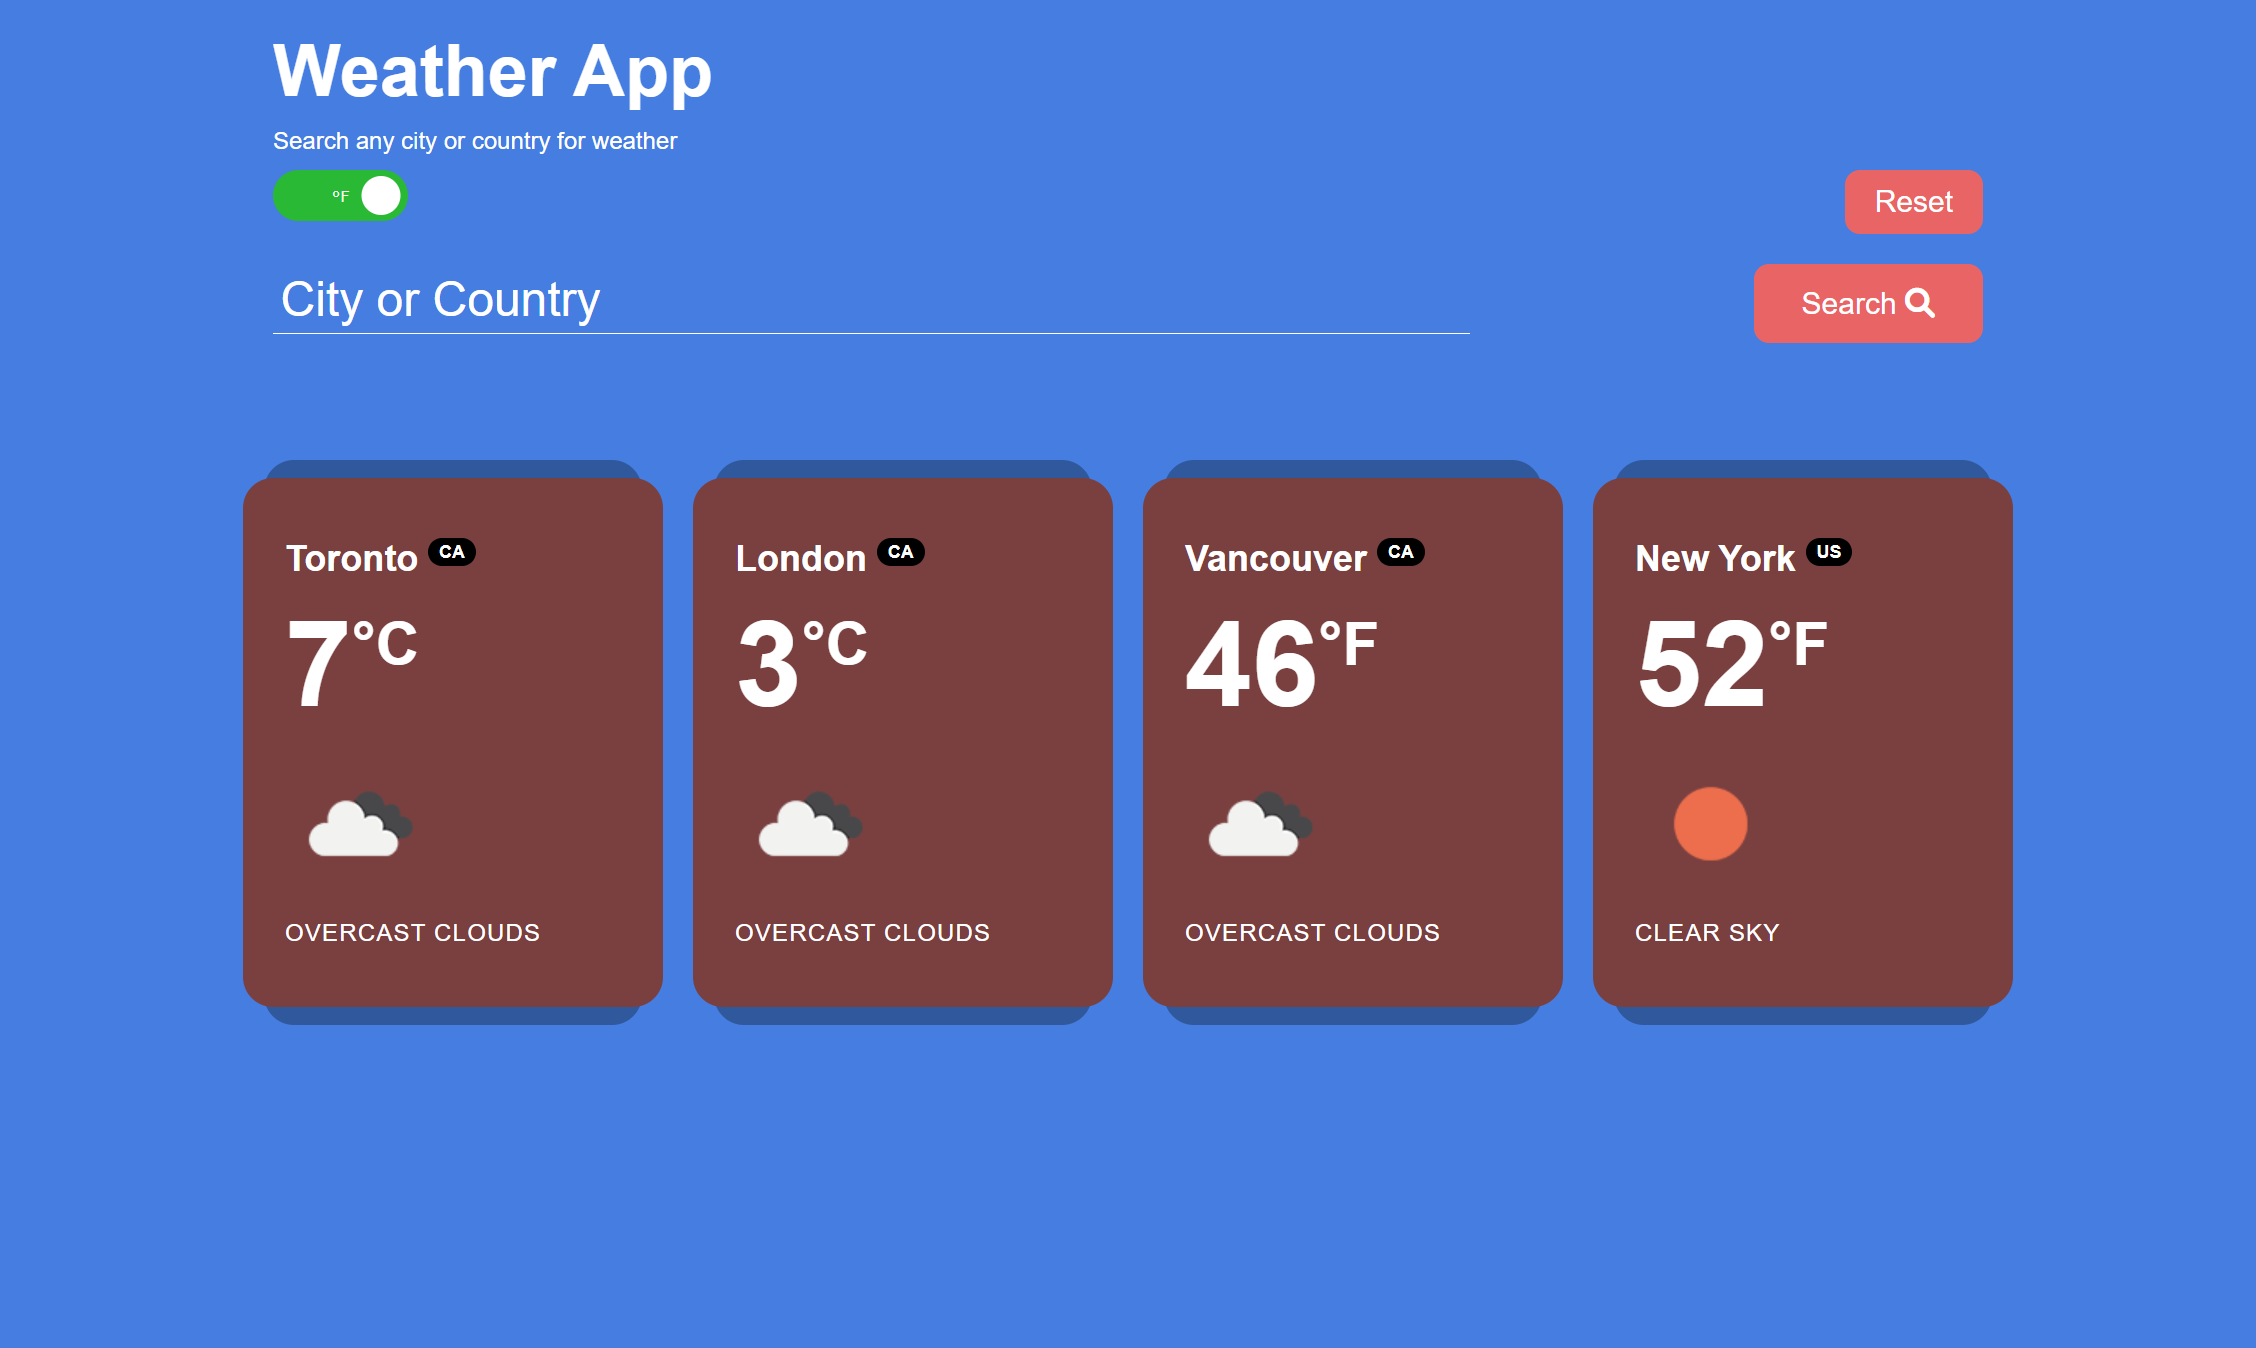 Weather App
Search any city or country for weather
°F
Reset
City or Country
Search
Toronto CA
7°C
OVERCAST CLOUDS
London CA
3°C
OVERCAST CLOUDS
Vancouver CA
46°F
OVERCAST CLOUDS
New York US
52°F
CLEAR SKY